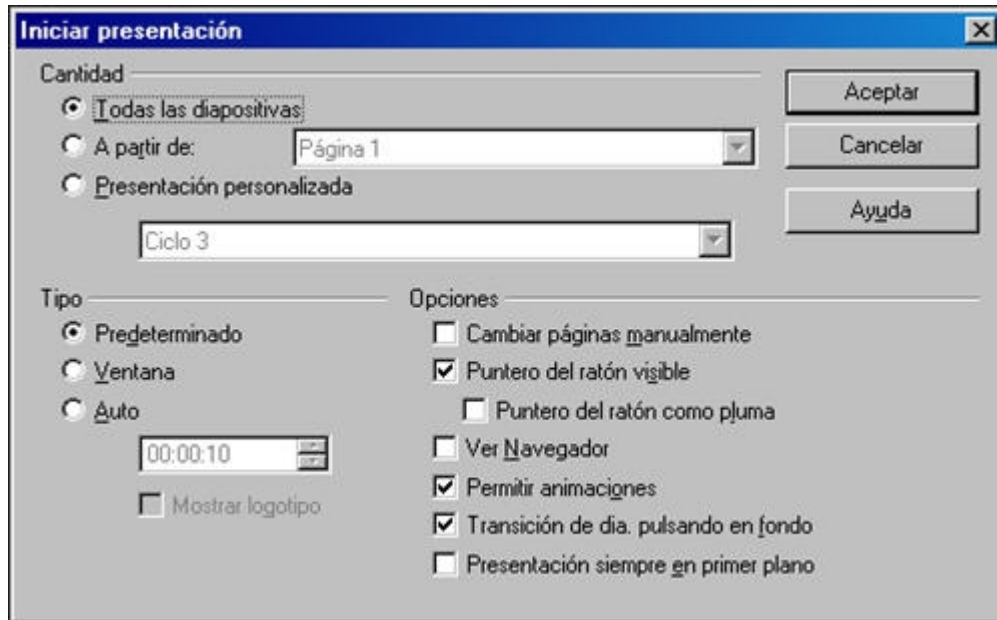 Iniciar presentación
Cantidad
Todas las diapositivas
A partir de:
Página 1
Presentación personalizada
Ciclo 3
Aceptar
Cancelar
Ayuda
Tipo
Predeterminado
Ventana
Auto
00:00:10
Mostrar logotipo
Opciones
Cambiar páginas manualmente
Puntero del ratón visible
Puntero del ratón como pluma
Ver Navegador
Permitir animaciones
Transición de dia. pulsando en fondo
Presentación siempre en primer plano